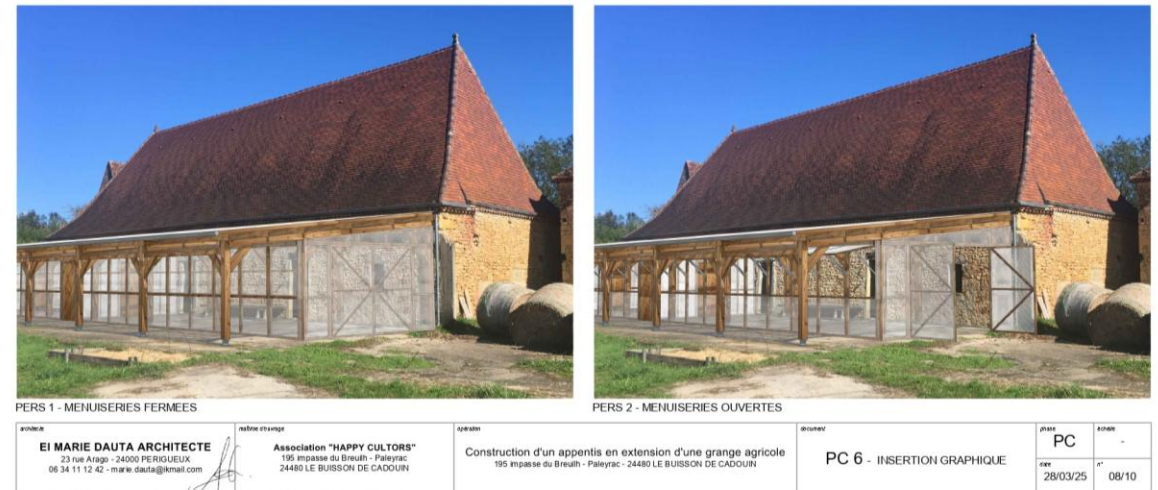 PERS 1 - MENUISERIES FERMEES
PERS 2 - MENUISERIES OUVERTES
architecte
EI MARIE DAUTA ARCHITECTE
23 rue Arago - 24000 PERIGUEUX
06 34 11 12 42 - marie.dauta@ikmail.com
maîtrise d'ouvrage
Association "HAPPY CULTORS"
195 impasse du Breuilh - Paleyrac
24480 LE BUISSON DE CADOUIN
opération
Construction d'un appentis en extension d'une grange agricole
195 impasse du Breuilh - Paleyrac - 24480 LE BUISSON DE CADOUIN
document
PC 6 - INSERTION GRAPHIQUE
phase
PC
échelle
-
date
28/03/25
n°
08/10